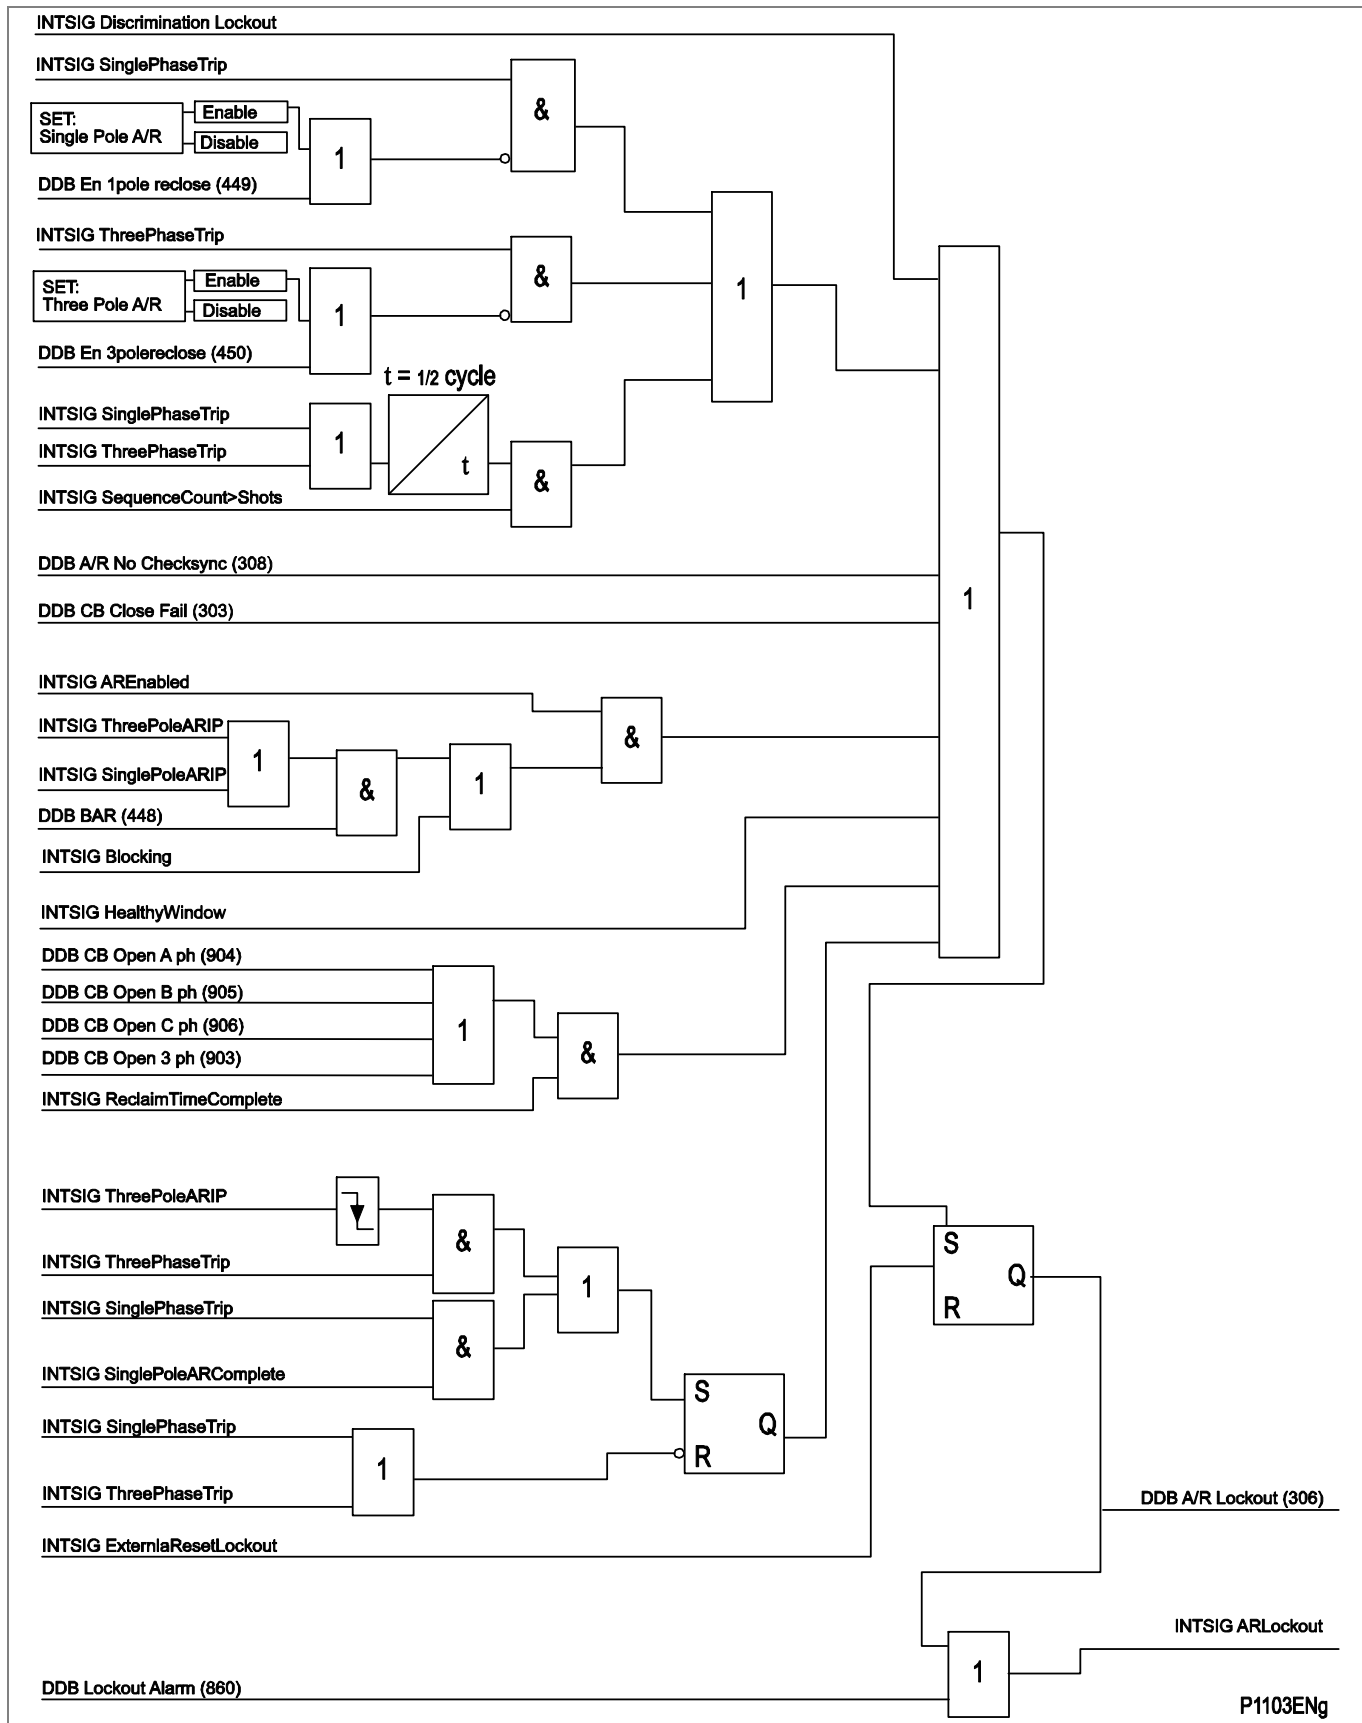 INTSIG Discrimination Lockout
INTSIG SinglePhaseTrip
&
SET:
Single Pole A/R
Enable
Disable
1
DDB En 1pole reclose (449)
INTSIG ThreePhaseTrip
&
SET:
Three Pole A/R
Enable
Disable
1
1
DDB En 3polereclose (450)
t = 1/2 cycle
INTSIG SinglePhaseTrip
1
INTSIG ThreePhaseTrip
t
&
INTSIG SequenceCount>Shots
DDB A/R No Checksync (308)
1
DDB CB Close Fail (303)
INTSIG AREnabled
INTSIG ThreePoleARIP
&
1
INTSIG SinglePoleARIP
&
1
DDB BAR (448)
INTSIG Blocking
INTSIG HealthyWindow
DDB CB Open A ph (904)
DDB CB Open B ph (905)
DDB CB Open C ph (906)
1
DDB CB Open 3 ph (903)
&
INTSIG ReclaimTimeComplete
INTSIG ThreePoleARIP
&
INTSIG ThreePhaseTrip
S
Q
R
1
INTSIG SinglePhaseTrip
&
INTSIG SinglePoleARComplete
S
Q
R
INTSIG SinglePhaseTrip
1
INTSIG ThreePhaseTrip
DDB A/R Lockout (306)
INTSIG ExternlaResetLockout
INTSIG ARLockout
1
DDB Lockout Alarm (860)
P1103ENg